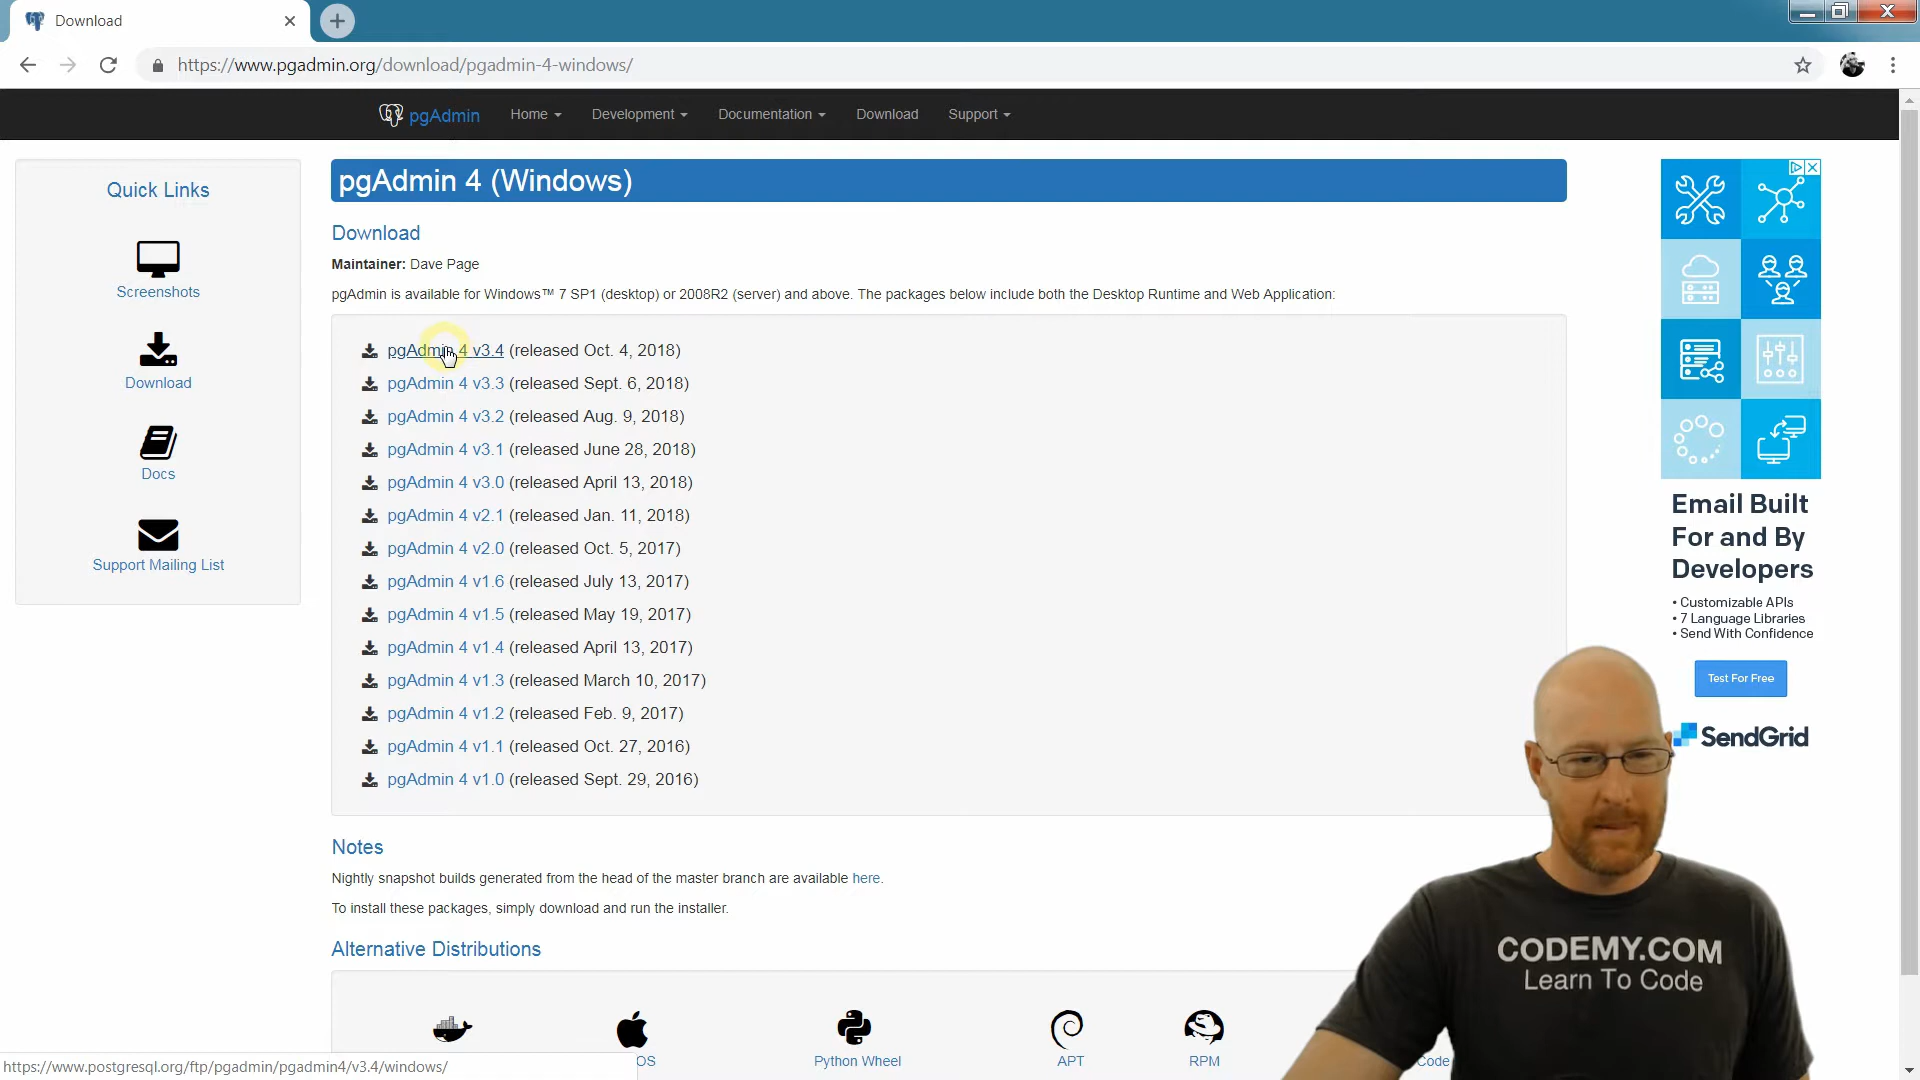 Download
https://www.pgadmin.org/download/pgadmin-4-windows/
pgAdmin Home Development Documentation Download Support
Quick Links
Screenshots
Download
Docs
Support Mailing List
pgAdmin 4 (Windows)
Download
Maintainer: Dave Page
pgAdmin is available for Windows™ 7 SP1 (desktop) or 2008R2 (server) and above. The packages below include both the Desktop Runtime and Web Application:
pgAdmin 4 v3.4 (released Oct. 4, 2018)
pgAdmin 4 v3.3 (released Sept. 6, 2018)
pgAdmin 4 v3.2 (released Aug. 9, 2018)
pgAdmin 4 v3.1 (released June 28, 2018)
pgAdmin 4 v3.0 (released April 13, 2018)
pgAdmin 4 v2.1 (released Jan. 11, 2018)
pgAdmin 4 v2.0 (released Oct. 5, 2017)
pgAdmin 4 v1.6 (released July 13, 2017)
pgAdmin 4 v1.5 (released May 19, 2017)
pgAdmin 4 v1.4 (released April 13, 2017)
pgAdmin 4 v1.3 (released March 10, 2017)
pgAdmin 4 v1.2 (released Feb. 9, 2017)
pgAdmin 4 v1.1 (released Oct. 27, 2016)
pgAdmin 4 v1.0 (released Sept. 29, 2016)
Notes
Nightly snapshot builds generated from the head of the master branch are available here.
To install these packages, simply download and run the installer.
Alternative Distributions
OS
Python Wheel
APT
RPM
Code
https://www.postgresql.org/ftp/pgadmin/pgadmin4/v3.4/windows/
Email Built
For and By
Developers
• Customizable APIs
• 7 Language Libraries
• Send With Confidence
Test For Free
SendGrid
CODEMY.COM
Learn To Code